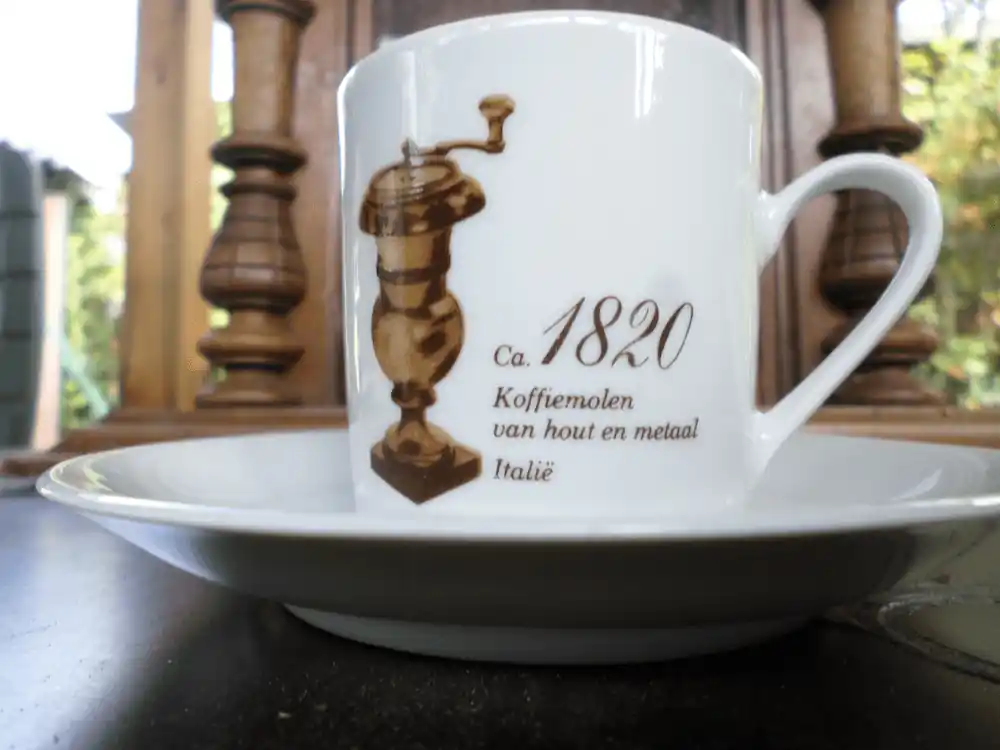 Ca. 1820
Koffiemolen
van hout en metaal
Italië